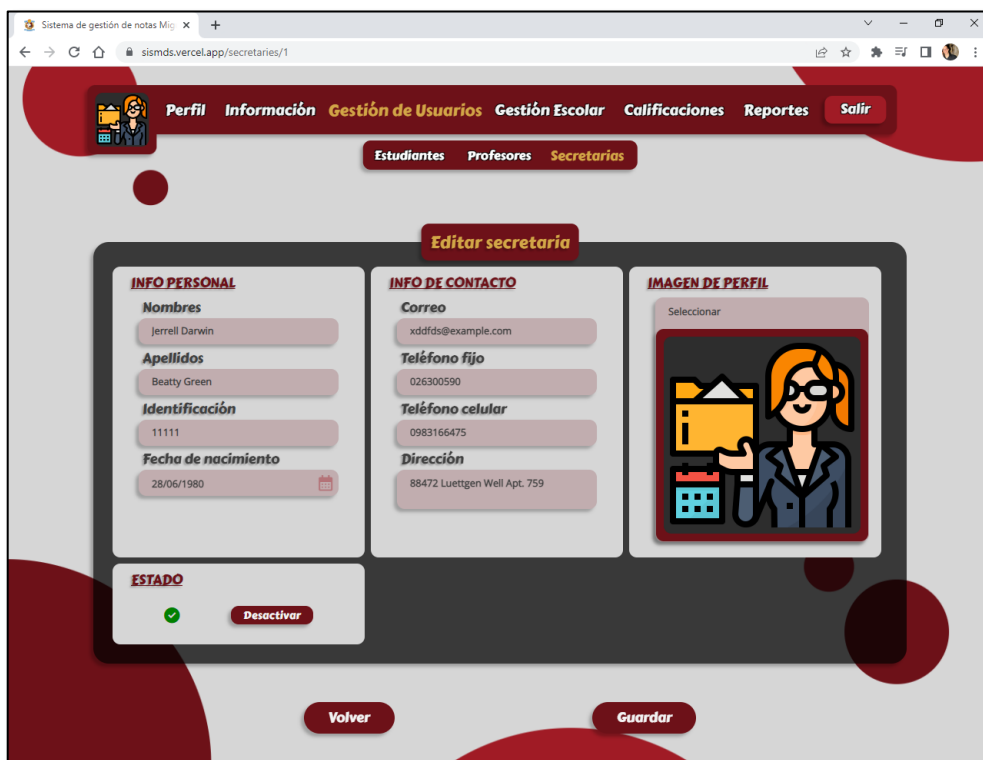 Sistema de gestión de notas Mig
sismds.vercel.app/secretaries/1
Perfil Información Gestión de Usuarios Gestión Escolar Calificaciones Reportes Salir
Estudiantes Profesores Secretarias
Editar secretaria
INFO PERSONAL
Nombres
Jerrell Darwin
Apellidos
Beatty Green
Identificación
11111
Fecha de nacimiento
28/06/1980
INFO DE CONTACTO
Correo
xddfds@example.com
Teléfono fijo
026300590
Teléfono celular
0983166475
Dirección
88472 Luettgen Well Apt. 759
IMAGEN DE PERFIL
Seleccionar
ESTADO
Desactivar
Volver Guardar